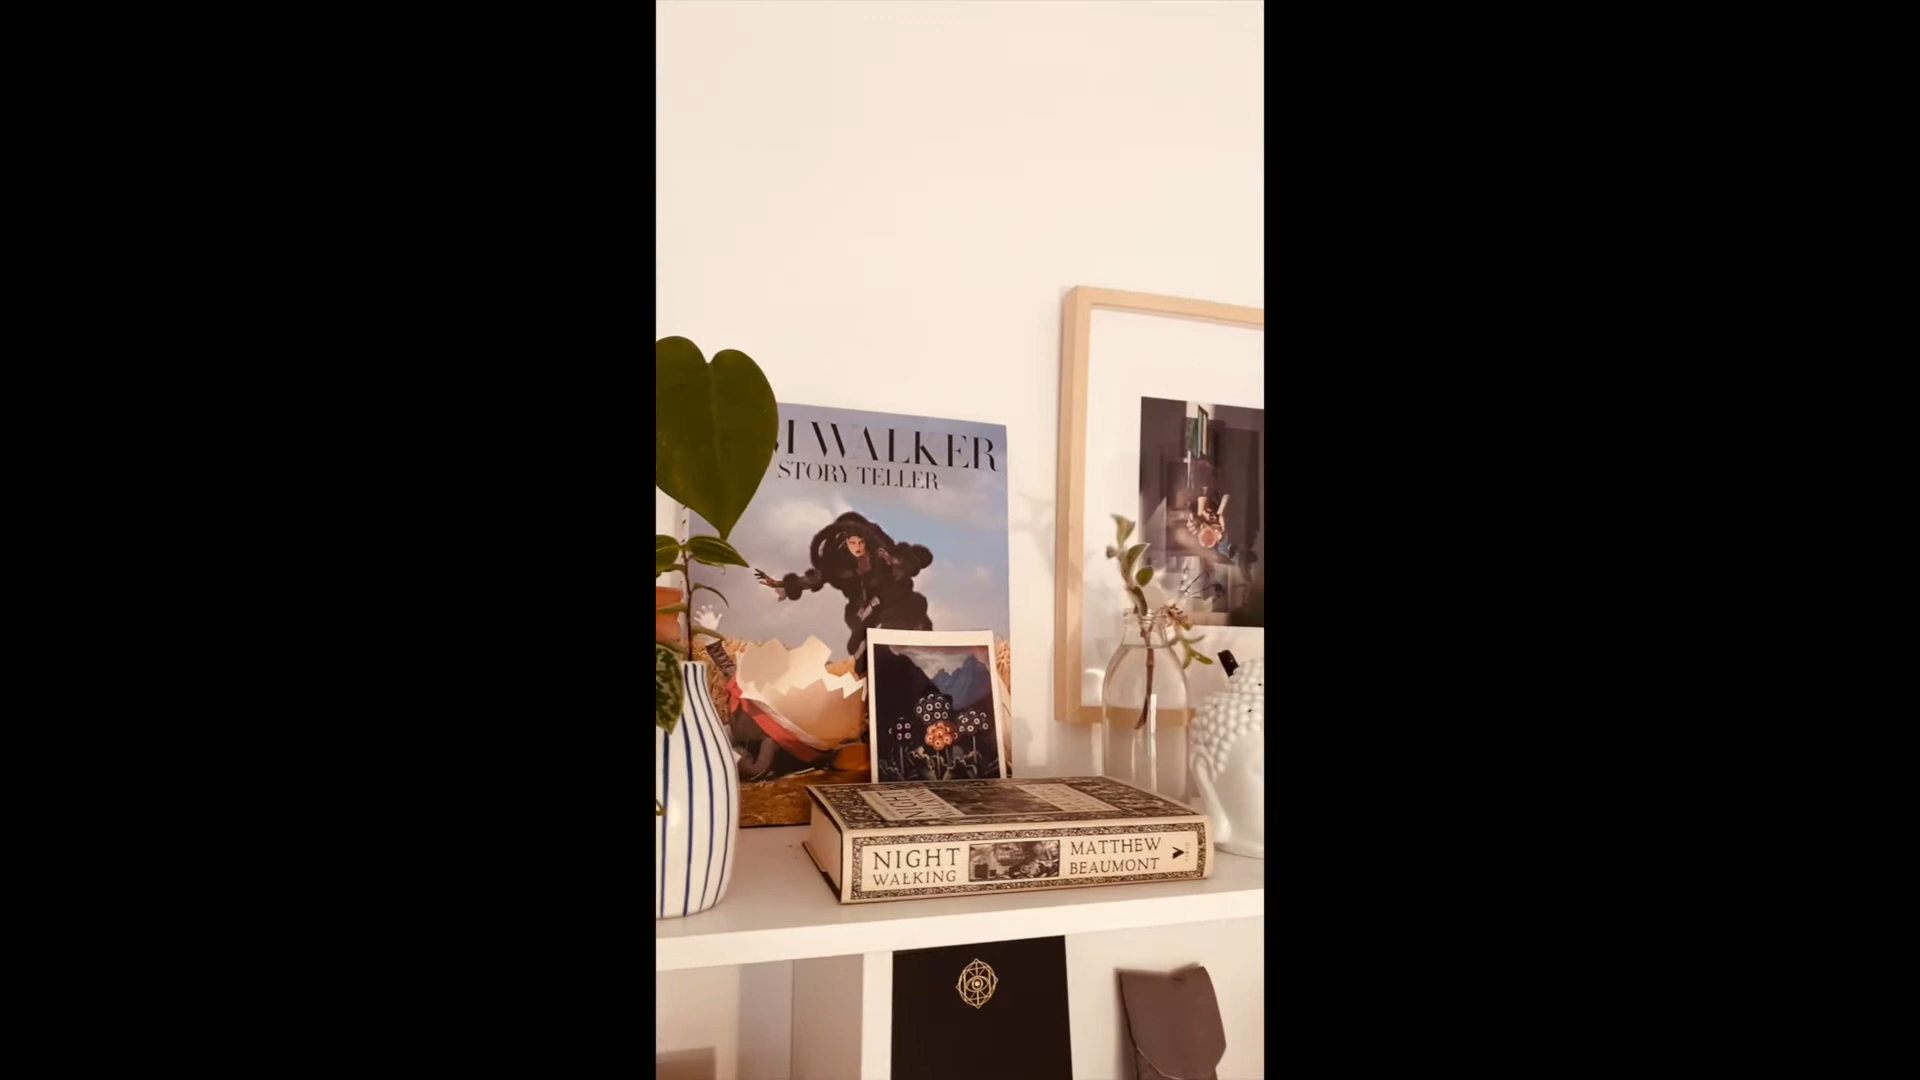 M WALKER
STORY TELLER
NIGHT
WALKING
MATTHEW
BEAUMONT